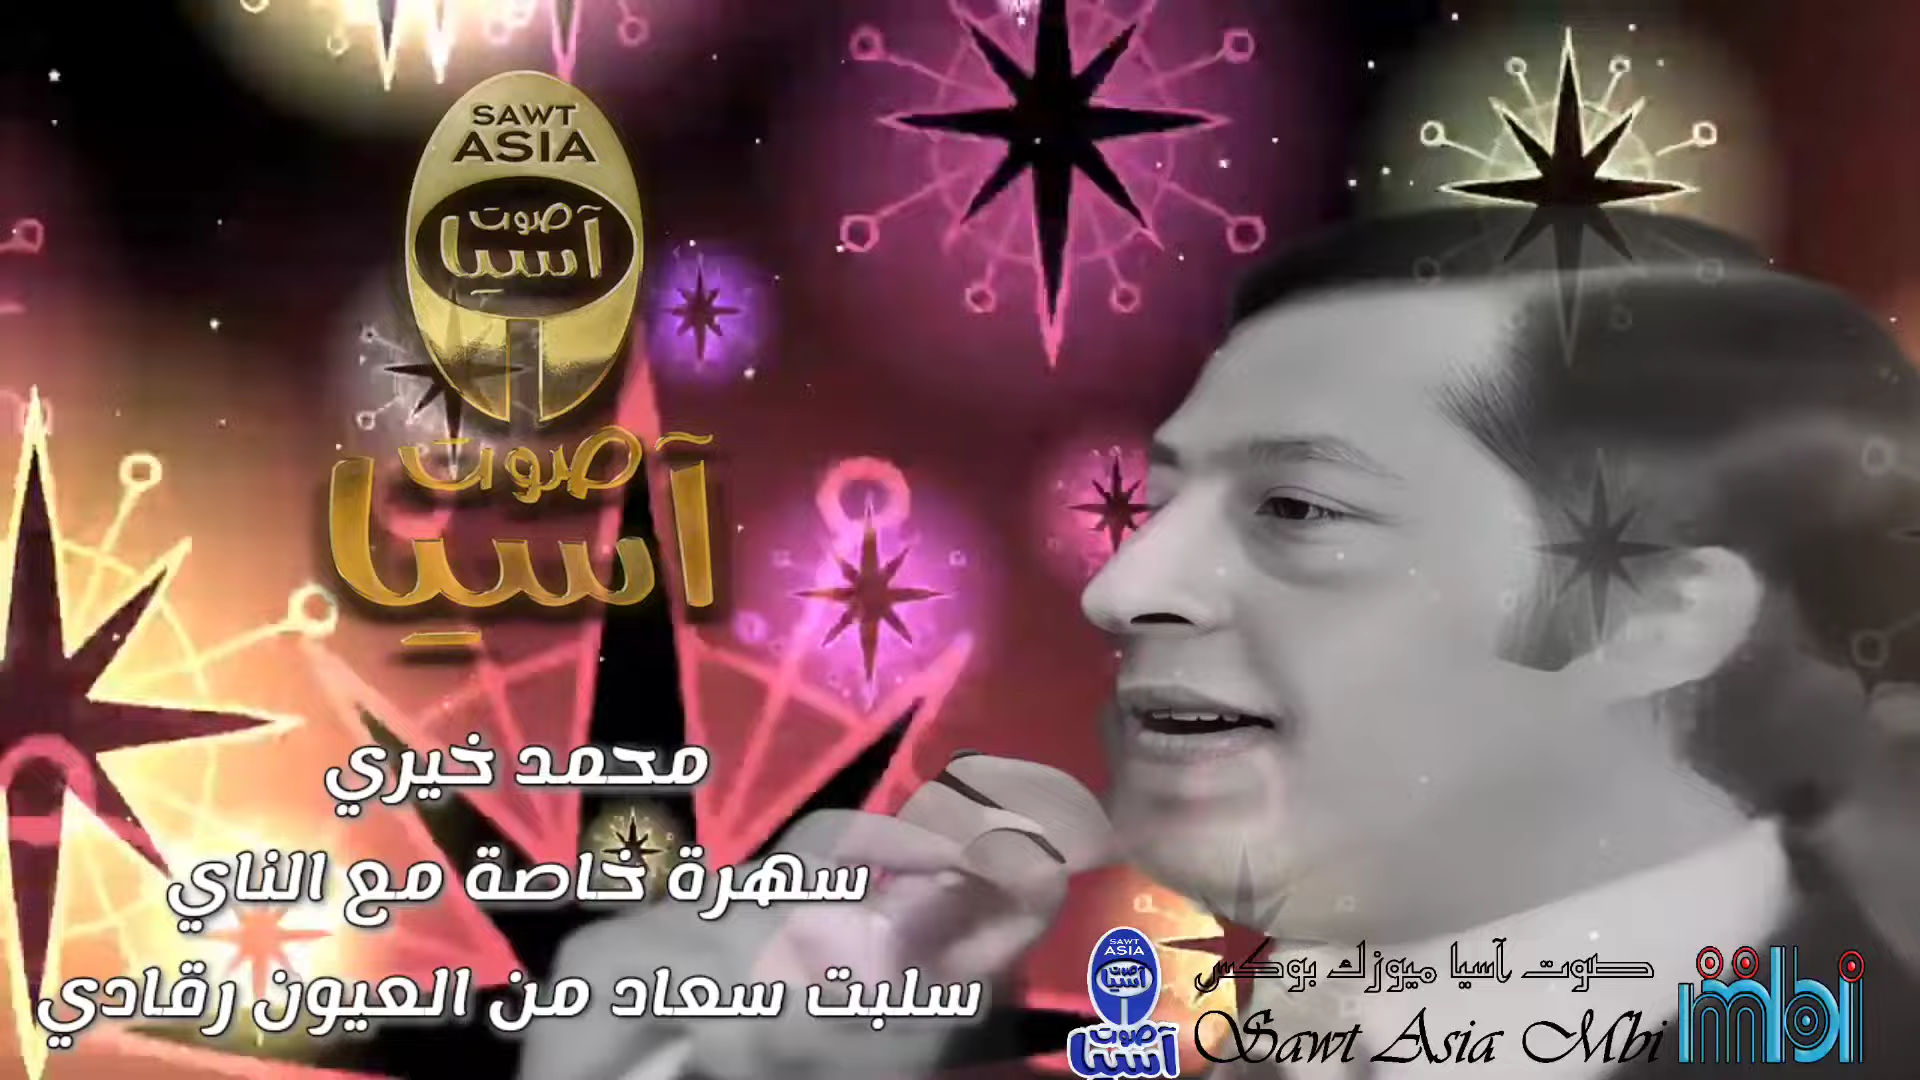 SAWT
ASIA
صوت
آسيا
صوت
آسيا
محمد خيري
سهرة خاصة مع الناي
سلبت سعاد من العيون رقادي
SAWT
ASIA
صوت
آسيا
صوت
آسيا
صوت آسيا ميوزك بوكس
Sawt Asia Mbi
mbi